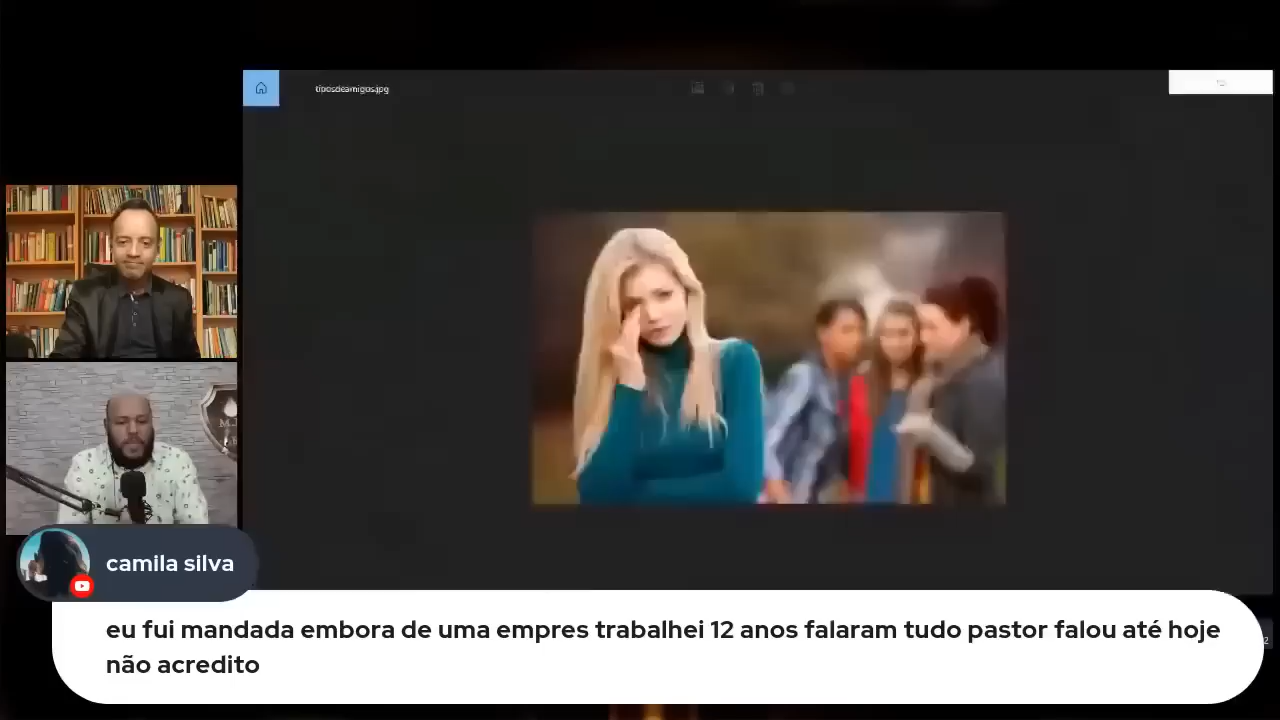 tiposdeamigos.jpg
camila silva
eu fui mandada embora de uma empres trabalhei 12 anos falaram tudo pastor falou até hoje
não acredito